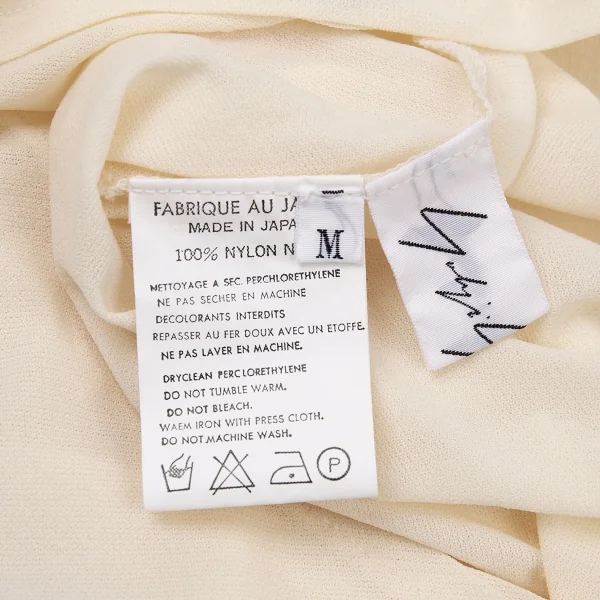 FABRIQUE AU JA
MADE IN JAPA
100% NYLON N
M
NETTOYAGE A SEC. PERCHLORETHYLENE
NE PAS SECHER EN MACHINE
DECOLORANTS INTERDITS
REPASSER AU FER DOUX AVEC UN ETOFFE.
NE PAS LAVER EN MACHINE.
DRYCLEAN PERCLORETHYLENE
DO NOT TUMBLE WARM.
DO NOT BLEACH.
WAEM IRON WITH PRESS CLOTH.
DO NOT.MACHINE WASH.
P